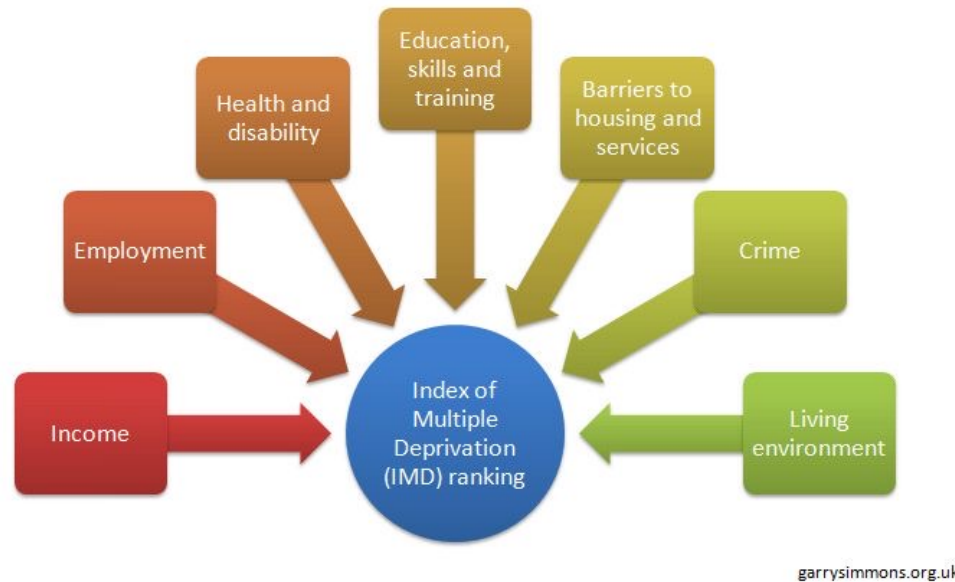 Education,
skills and
training
Health and
disability
Barriers to
housing and
services
Employment
Crime
Income
Index of
Multiple
Deprivation
(IMD) ranking
Living
environment
garrysimmons.org.uk